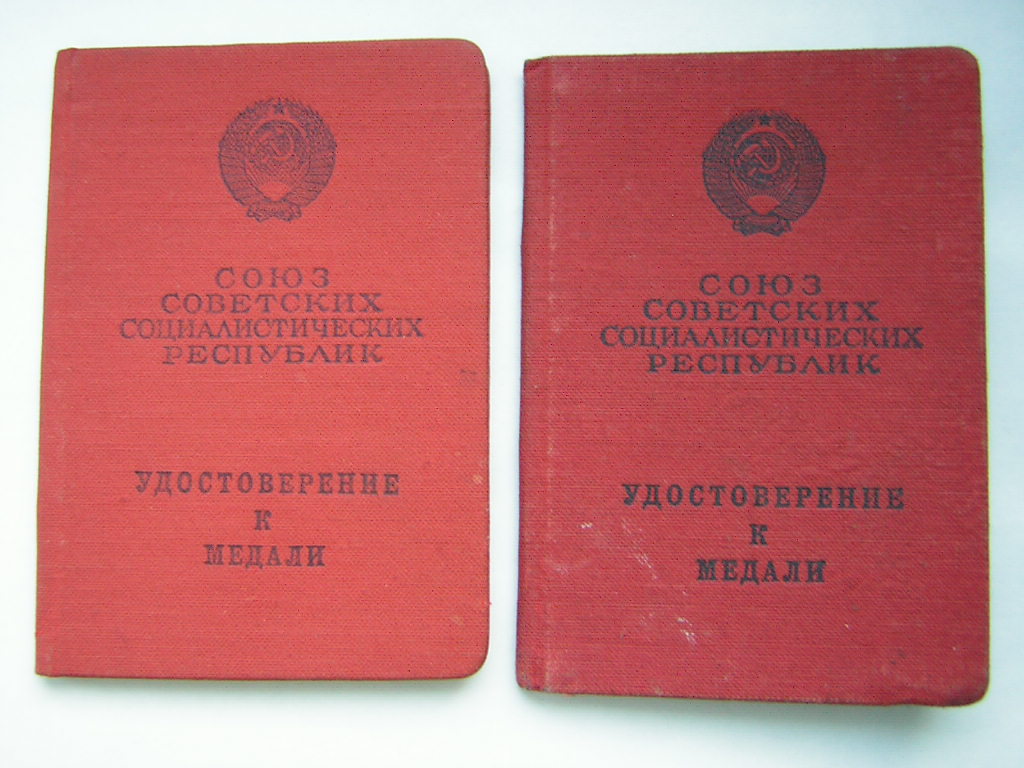 СОЮЗ
СОВЕТСКИХ
СОЦИАЛИСТИЧЕСКИХ
РЕСПУБЛИК
УДОСТОВЕРЕНИЕ
К
МЕДАЛИ
СОЮЗ
СОВЕТСКИХ
СОЦИАЛИСТИЧЕСКИХ
РЕСПУБЛИК
УДОСТОВЕРЕНИЕ
К
МЕДАЛИ